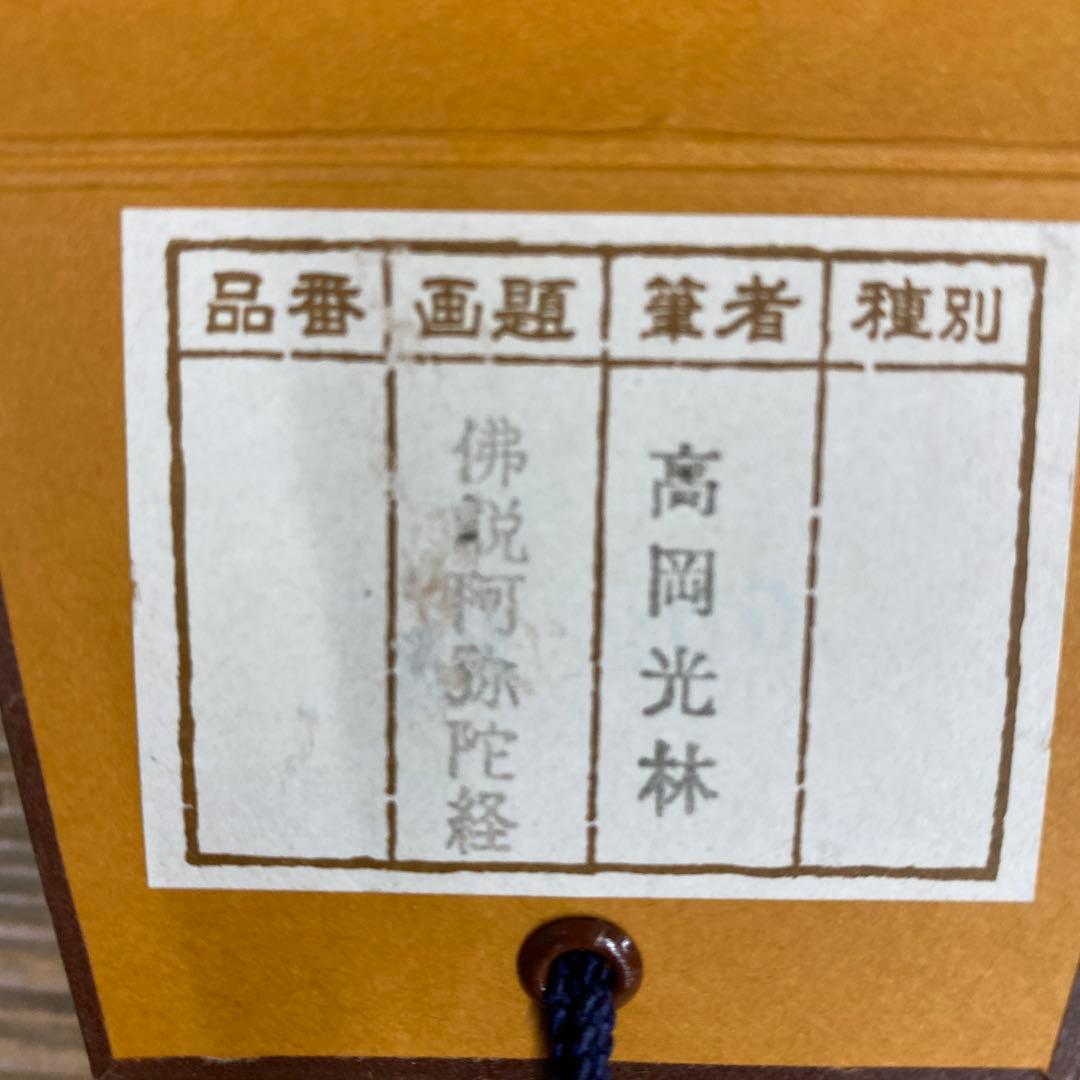 種別
筆者
高岡光林
画題
佛説阿弥陀経
品番